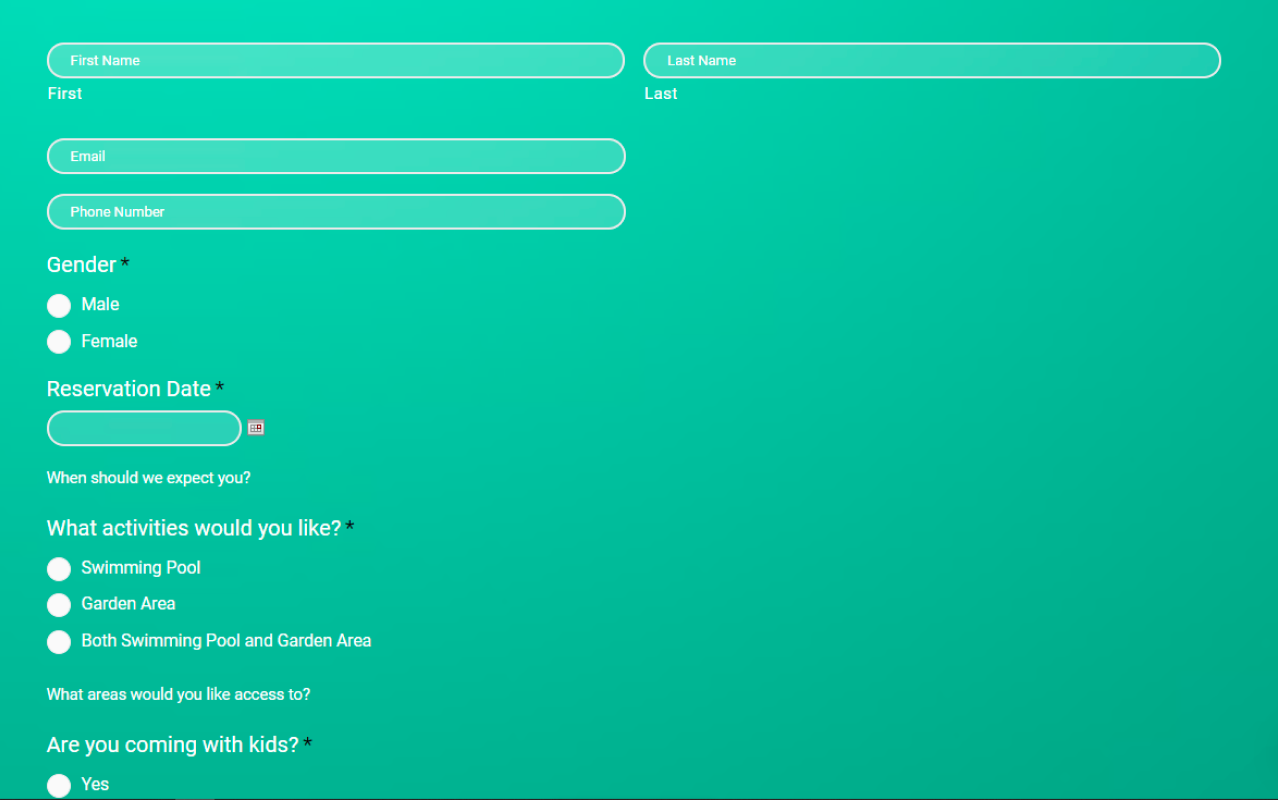 First Name Last Name
First Last
Email
Phone Number
Gender *
Male
Female
Reservation Date *
When should we expect you?
What activities would you like? *
Swimming Pool
Garden Area
Both Swimming Pool and Garden Area
What areas would you like access to?
Are you coming with kids? *
Yes